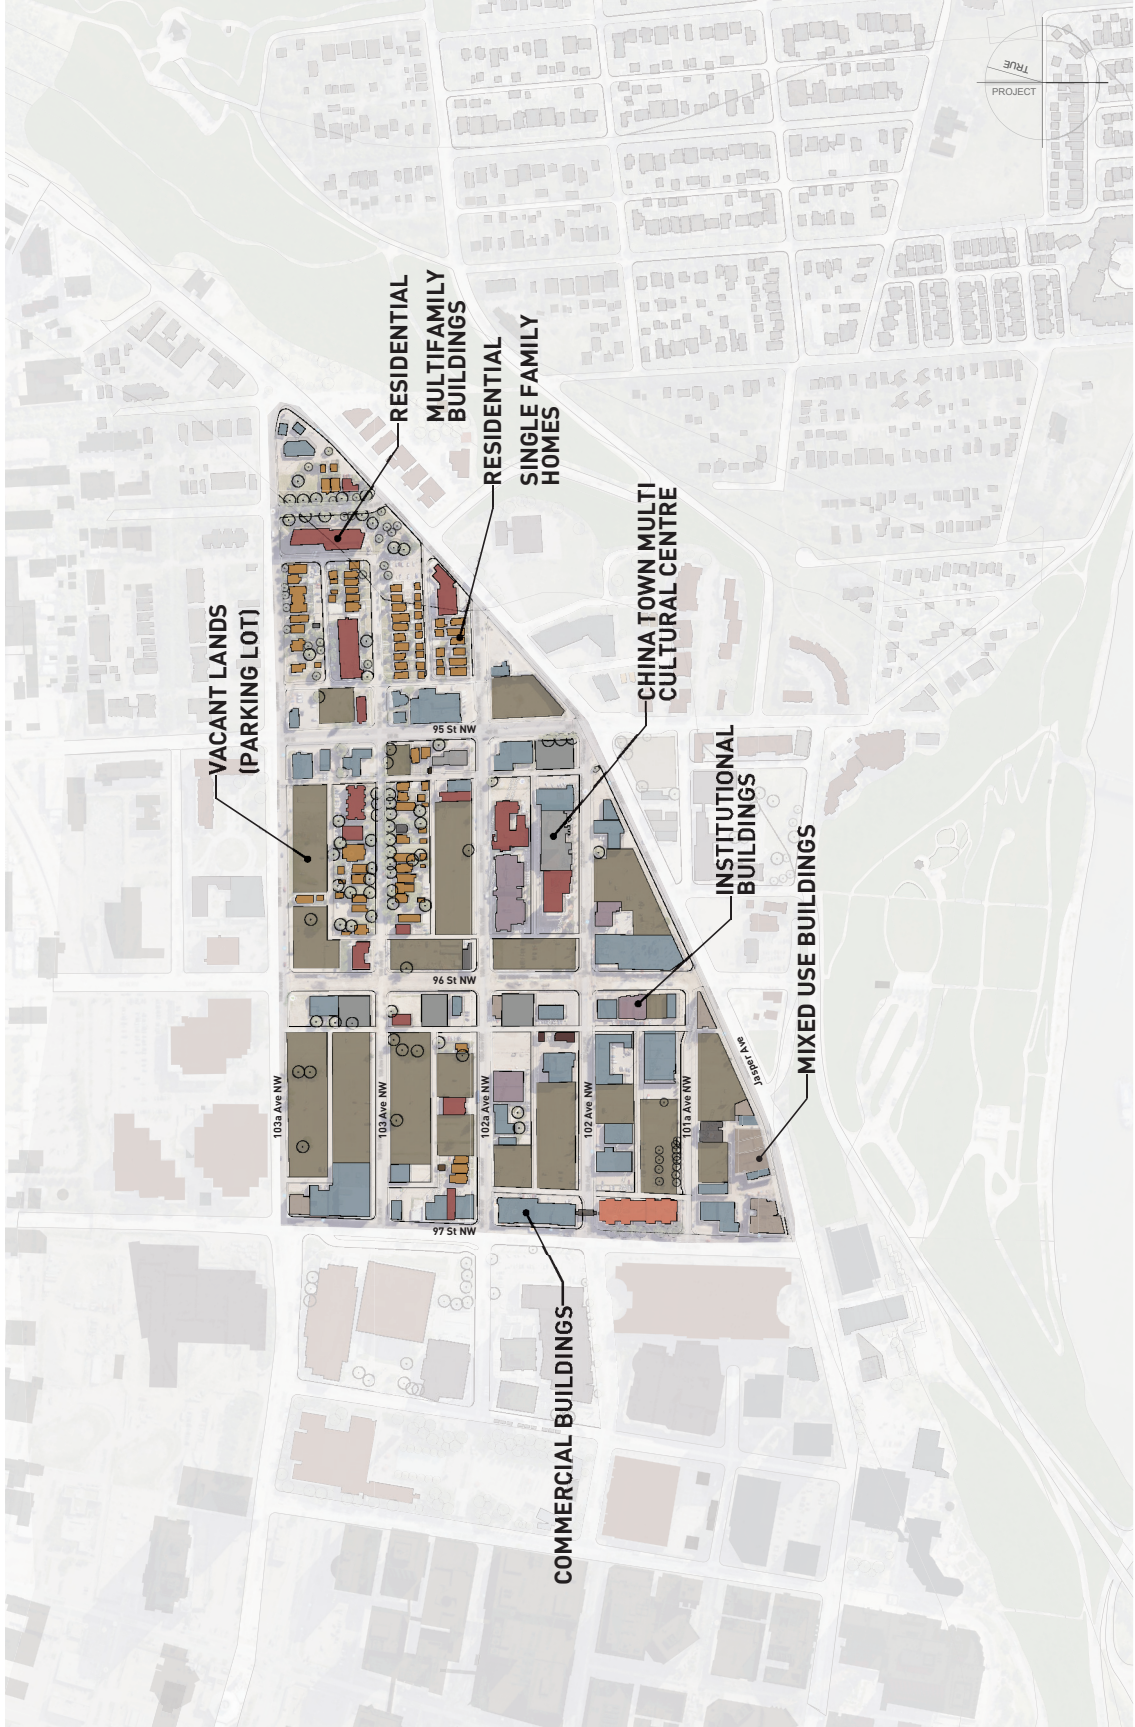 TRUE
PROJECT
VACANT LANDS
(PARKING LOT)
RESIDENTIAL
MULTIFAMILY
BUILDINGS
RESIDENTIAL
SINGLE FAMILY
HOMES
CHINA TOWN MULTI
CULTURAL CENTRE
INSTITUTIONAL
BUILDINGS
MIXED USE BUILDINGS
COMMERCIAL BUILDINGS
95 St NW
96 St NW
97 St NW
103a Ave NW
103 Ave NW
102a Ave NW
102 Ave NW
101a Ave NW
Jasper Ave